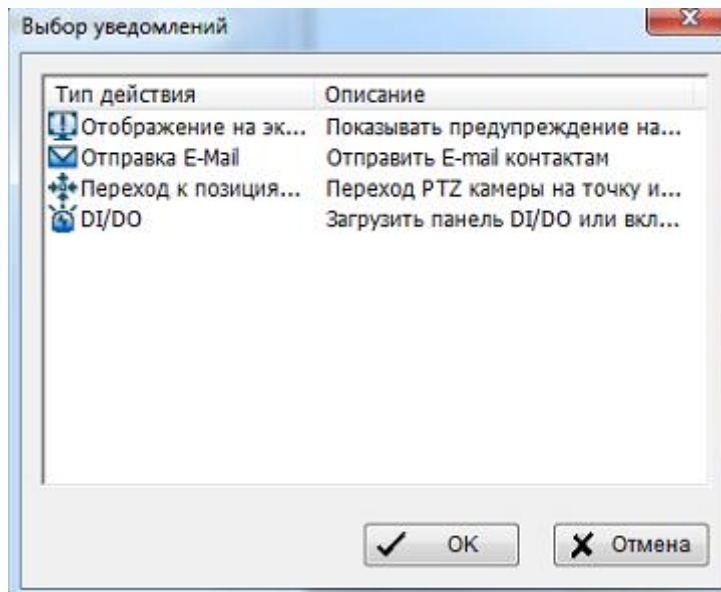 Выбор уведомлений
Тип действия Описание
Отображение на эк... Показывать предупреждение на...
Отправка E-Mail Отправить E-mail контактам
Переход к позиция... Переход PTZ камеры на точку и...
DI/DO Загрузить панель DI/DO или вкл...
OK Отмена